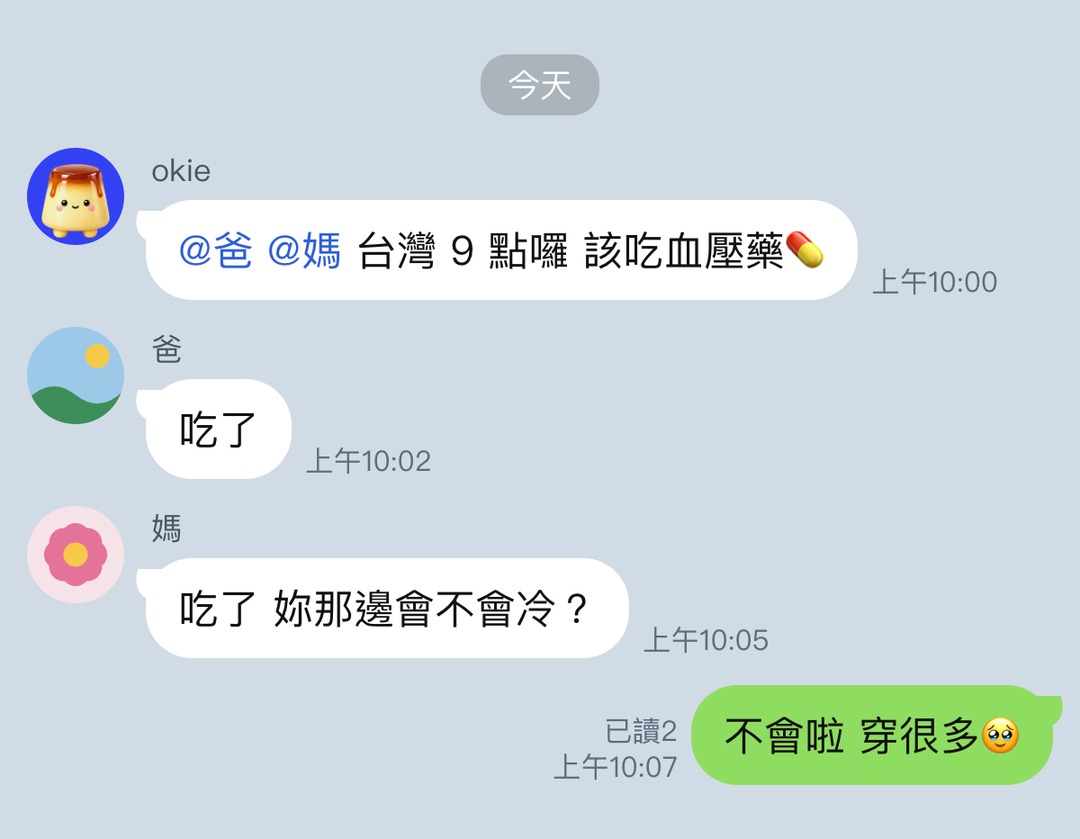 今天
okie
@爸 @媽 台灣 9 點囉 該吃血壓藥💊
上午10:00
爸
吃了
上午10:02
媽
吃了 妳那邊會不會冷？
上午10:05
不會啦 穿很多🥹
已讀2
上午10:07